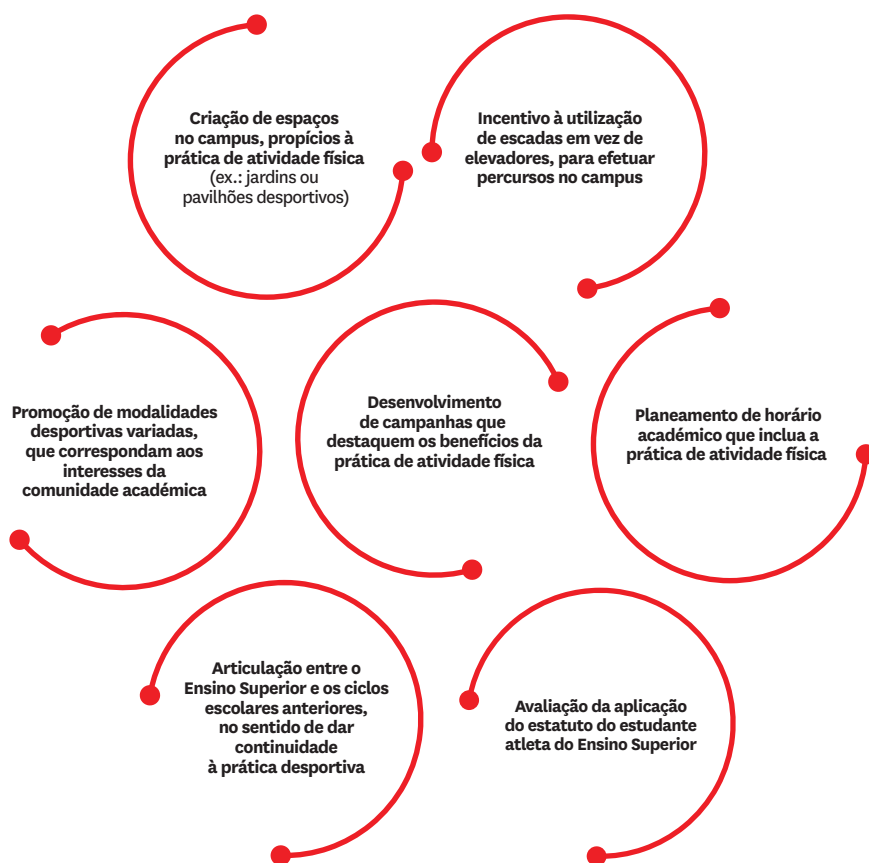 Criação de espaços
no campus, propícios à
prática de atividade física
(ex.: jardins ou
pavilhões desportivos)
Incentivo à utilização
de escadas em vez de
elevadores, para efetuar
percursos no campus
Promoção de modalidades
desportivas variadas,
que correspondam aos
interesses da
comunidade académica
Desenvolvimento
de campanhas que
destaquem os benefícios da
prática de atividade física
Planeamento de horário
académico que inclua a
prática de atividade física
Articulação entre o
Ensino Superior e os ciclos
escolares anteriores,
no sentido de dar
continuidade
à prática desportiva
Avaliação da aplicação
do estatuto do estudante
atleta do Ensino Superior